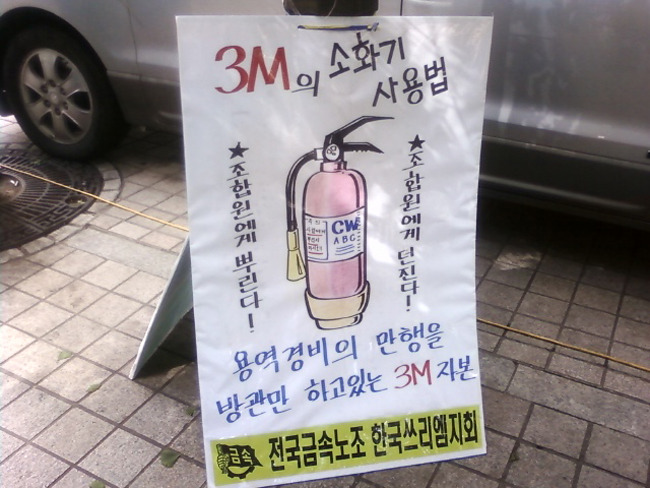 3M의 소화기
사용법
★조합원에게 뿌린다!
★조합원에게 던진다!
CW
ABC
용역경비의 만행을
방관만 하고있는 3M 자본
금속 전국금속노조 한국쓰리엠지회